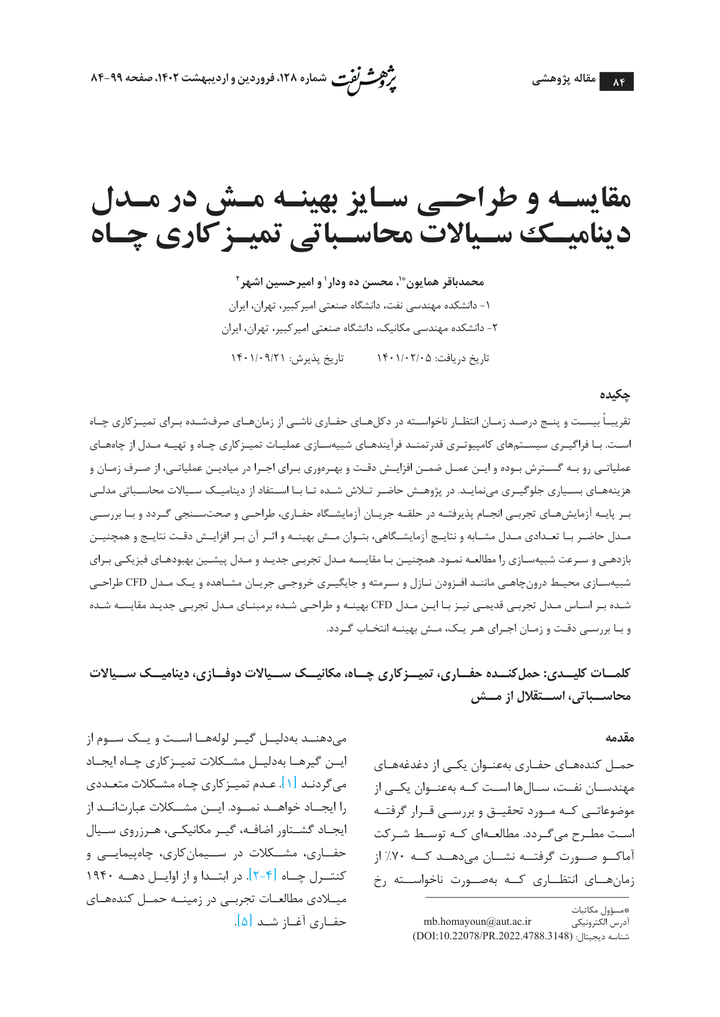 ۸۴
مقاله پژوهشی
پژوهش نفت شماره ۱۲۸، فروردین و اردیبهشت ۱۴۰۲، صفحه ۹۹-۸۴
مقایسه و طراحی سایز بهینه مش در مدل
دینامیک سیالات محاسباتی تمیزکاری چاه
محمدباقر همایون*۱، محسن ده ودار۱ و امیرحسین اشهر۲
۱- دانشکده مهندسی نفت، دانشگاه صنعتی امیرکبیر، تهران، ایران
۲- دانشکده مهندسی مکانیک، دانشگاه صنعتی امیرکبیر، تهران، ایران
تاریخ دریافت: ۱۴۰۱/۰۲/۰۵ تاریخ پذیرش: ۱۴۰۱/۰۹/۲۱
چکیده
تقریباً بیست و پنج درصد زمان انتظار ناخواسته در دکل‌های حفاری ناشی از زمان‌های صرف‌شده برای تمیزکاری چاه
است. با فراگیری سیستم‌های کامپیوتری قدرتمند فرآیندهای شبیه‌سازی عملیات تمیزکاری چاه و تهیه مدل از چاه‌های
عملیاتی رو به گسترش بوده و این عمل ضمن افزایش دقت و بهره‌وری برای اجرا در میادین عملیاتی، از صرف زمان و
هزینه‌های بسیاری جلوگیری می‌نماید. در پژوهش حاضر تلاش شده تا با استفاد از دینامیک سیالات محاسباتی مدلی
بر پایه آزمایش‌های تجربی انجام پذیرفته در حلقه جریان آزمایشگاه حفاری، طراحی و صحت‌سنجی گردد و با بررسی
مدل حاضر با تعدادی مدل مشابه و نتایج آزمایشگاهی، بتوان مش بهینه و اثر آن بر افزایش دقت نتایج و همچنین
بازدهی و سرعت شبیه‌سازی را مطالعه نمود. همچنین با مقایسه مدل تجربی جدید و مدل پیشین بهبودهای فیزیکی برای
شبیه‌سازی محیط درون‌چاهی مانند افزودن نازل و سرمته و جایگیری خروجی جریان مشاهده و یک مدل CFD طراحی
شده بر اساس مدل تجربی قدیمی نیز با این مدل CFD بهینه و طراحی شده برمبنای مدل تجربی جدید مقایسه شده
و با بررسی دقت و زمان اجرای هر یک، مش بهینه انتخاب گردد.
کلمات کلیدی: حمل‌کننده حفاری، تمیزکاری چاه، مکانیک سیالات دوفازی، دینامیک سیالات
محاسباتی، استقلال از مش
مقدمه
حمل کننده‌های حفاری به‌عنوان یکی از دغدغه‌های
مهندسان نفت، سال‌ها است که به‌عنوان یکی از
موضوعاتی که مورد تحقیق و بررسی قرار گرفته
است مطرح می‌گردد. مطالعه‌ای که توسط شرکت
آماکو صورت گرفته نشان می‌دهد که ۷۰٪ از
زمان‌های انتظاری که به‌صورت ناخواسته رخ
می‌دهند به‌دلیل گیر لوله‌ها است و یک سوم از
این گیرها به‌دلیل مشکلات تمیزکاری چاه ایجاد
می‌گردند [۱]. عدم تمیزکاری چاه مشکلات متعددی
را ایجاد خواهد نمود. این مشکلات عبارت‌اند از
ایجاد گشتاور اضافه، گیر مکانیکی، هرزروی سیال
حفاری، مشکلات در سیمان‌کاری، چاه‌پیمایی و
کنترل چاه [۴-۲]. در ابتدا و از اوایل دهه ۱۹۴۰
میلادی مطالعات تجربی در زمینه حمل کننده‌های
حفاری آغاز شد [۵].
*مسؤول مکاتبات
آدرس الکترونیکی mb.homayoun@aut.ac.ir
شناسه دیجیتال: (DOI:10.22078/PR.2022.4788.3148)